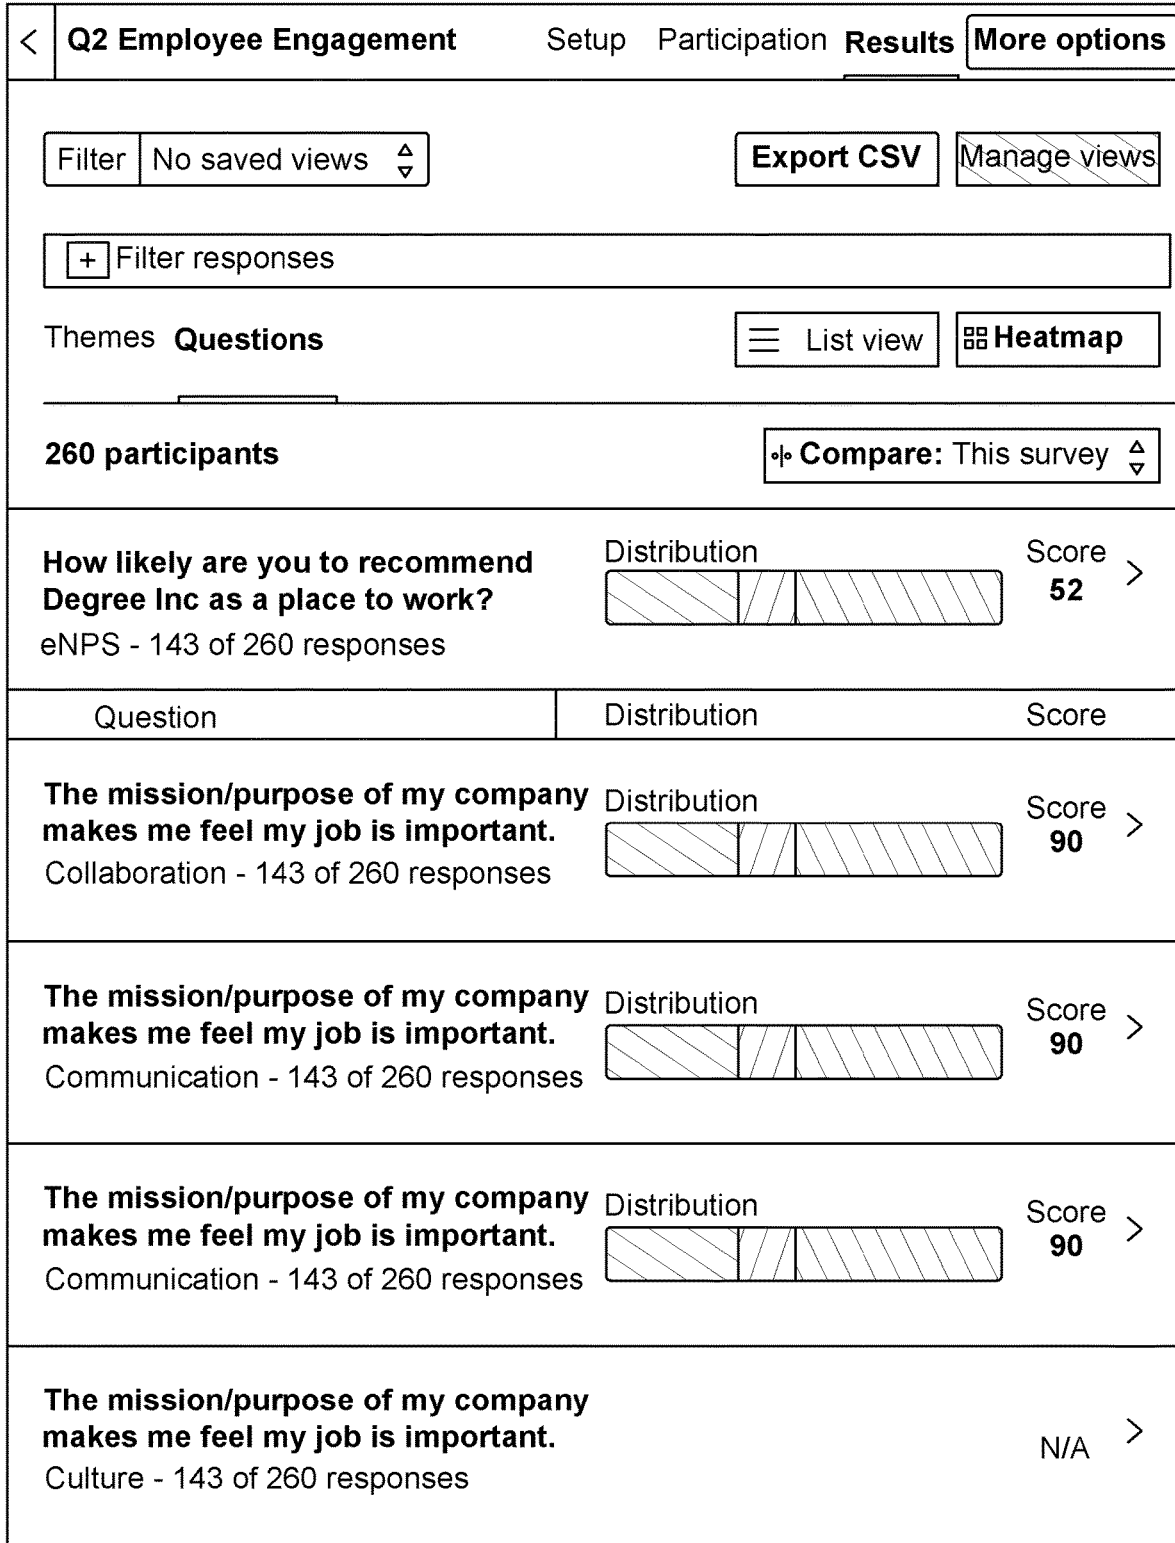 < Q2 Employee Engagement Setup Participation Results More options
Filter No saved views Export CSV Manage views
+ Filter responses
Themes Questions List view Heatmap
260 participants Compare: This survey
How likely are you to recommend Distribution Score
Degree Inc as a place to work? 52 >
eNPS - 143 of 260 responses
Question Distribution Score
The mission/purpose of my company Distribution Score
makes me feel my job is important. 90 >
Collaboration - 143 of 260 responses
The mission/purpose of my company Distribution Score
makes me feel my job is important. 90 >
Communication - 143 of 260 responses
The mission/purpose of my company Distribution Score
makes me feel my job is important. 90 >
Communication - 143 of 260 responses
The mission/purpose of my company
makes me feel my job is important. N/A >
Culture - 143 of 260 responses